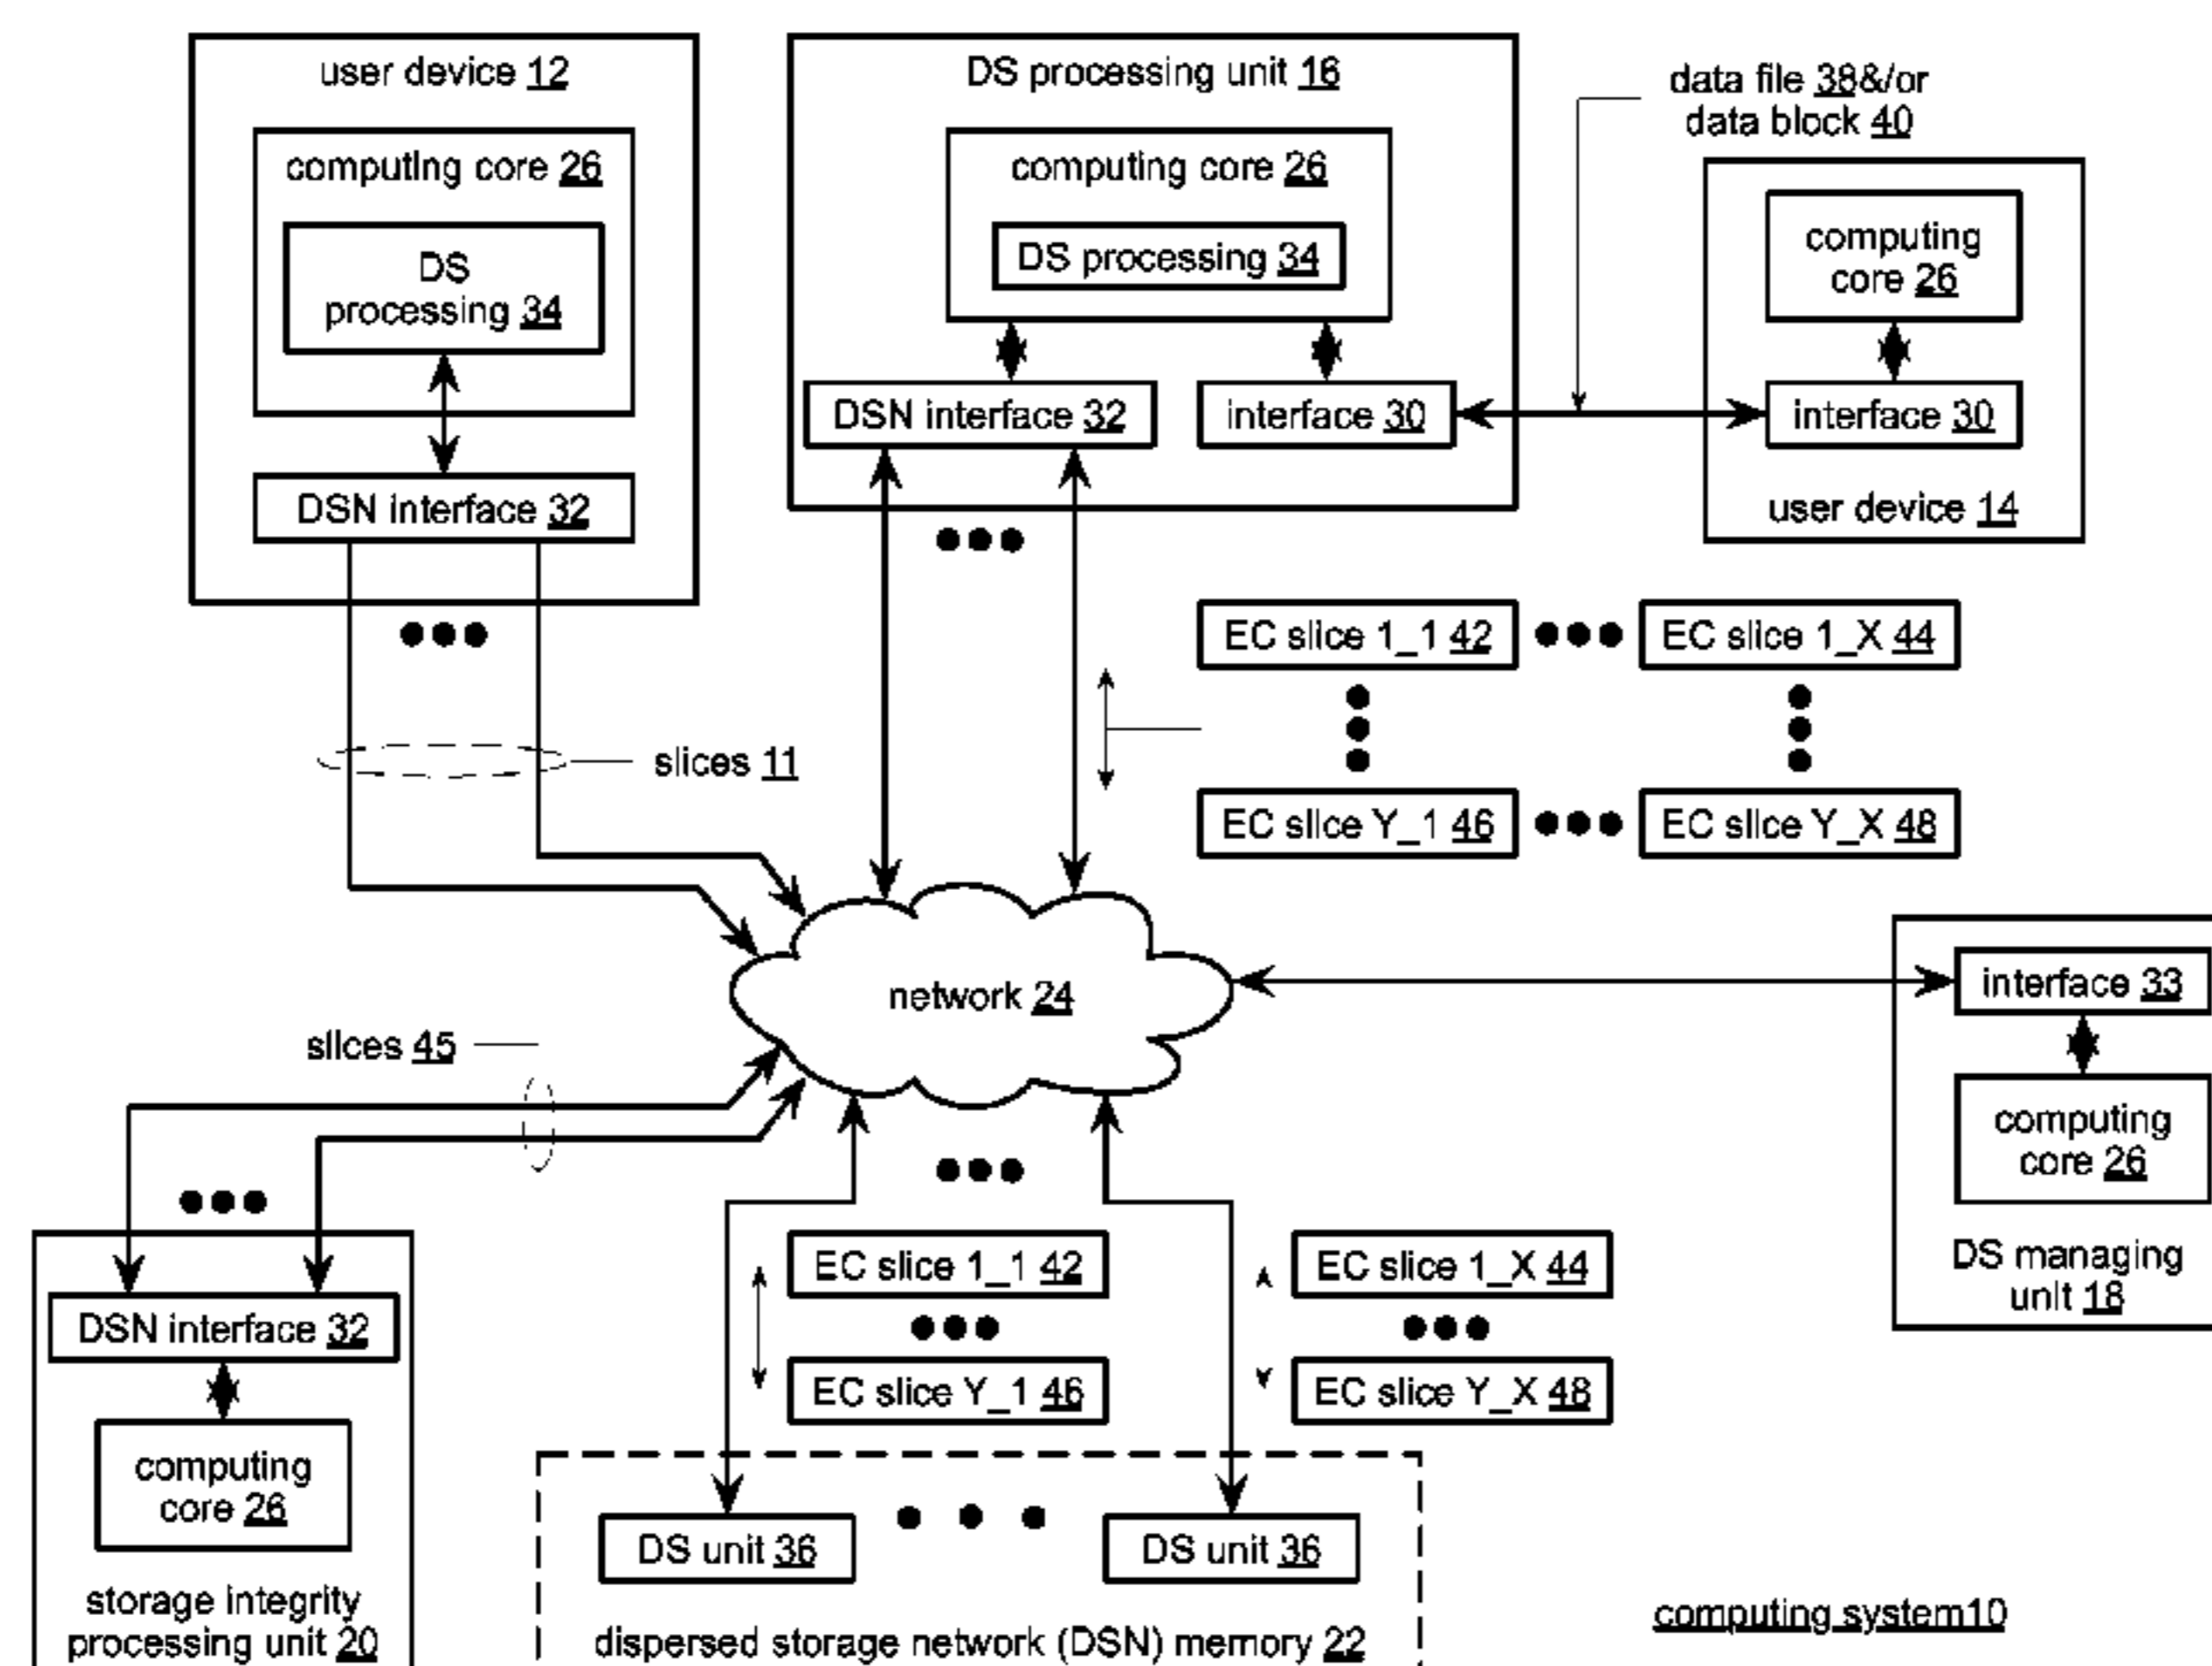 user device 12
computing core 26
DS
processing 34
DSN interface 32
DS processing unit 16
computing core 26
DS processing 34
DSN interface 32
interface 30
data file 38&/or
data block 40
computing
core 26
interface 30
user device 14
slices 11
EC slice 1_1 42
EC slice 1_X 44
EC slice Y_1 46
EC slice Y_X 48
network 24
interface 33
computing
core 26
DS managing
unit 18
slices 45
DSN interface 32
computing
core 26
storage integrity
processing unit 20
EC slice 1_1 42
EC slice Y_1 46
EC slice 1_X 44
EC slice Y_X 48
DS unit 36
DS unit 36
dispersed storage network (DSN) memory 22
computing system10